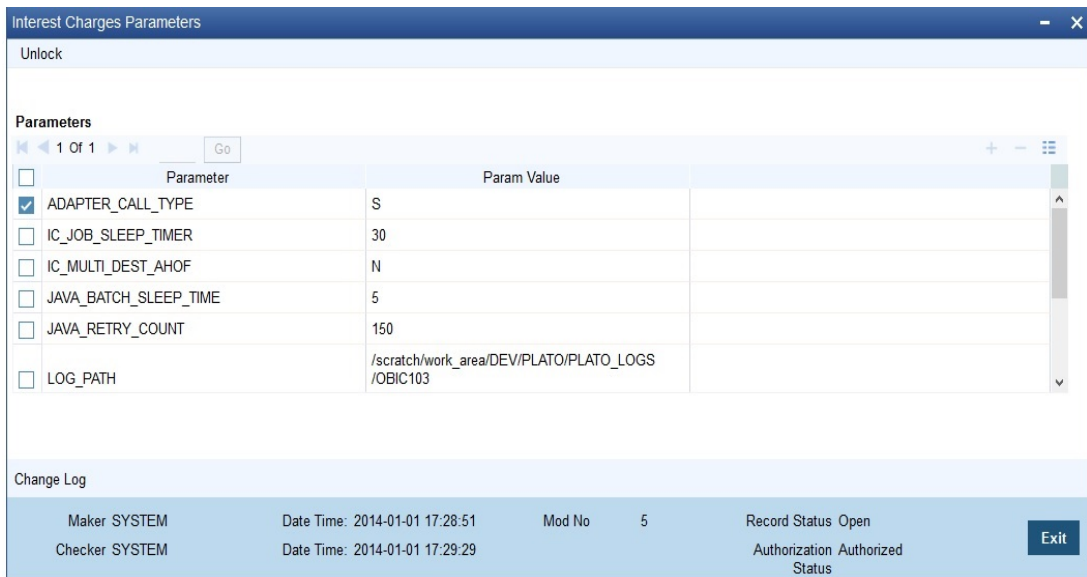 Interest Charges Parameters
Unlock
Parameters
1 Of 1 Go
Parameter Param Value
ADAPTER_CALL_TYPE S
IC_JOB_SLEEP_TIMER 30
IC_MULTI_DEST_AHOF N
JAVA_BATCH_SLEEP_TIME 5
JAVA_RETRY_COUNT 150
LOG_PATH /scratch/work_area/DEV/PLATO/PLATO_LOGS
/OBIC103
Change Log
Maker SYSTEM Date Time: 2014-01-01 17:28:51 Mod No 5 Record Status Open
Checker SYSTEM Date Time: 2014-01-01 17:29:29 Authorization Authorized
Status
Exit